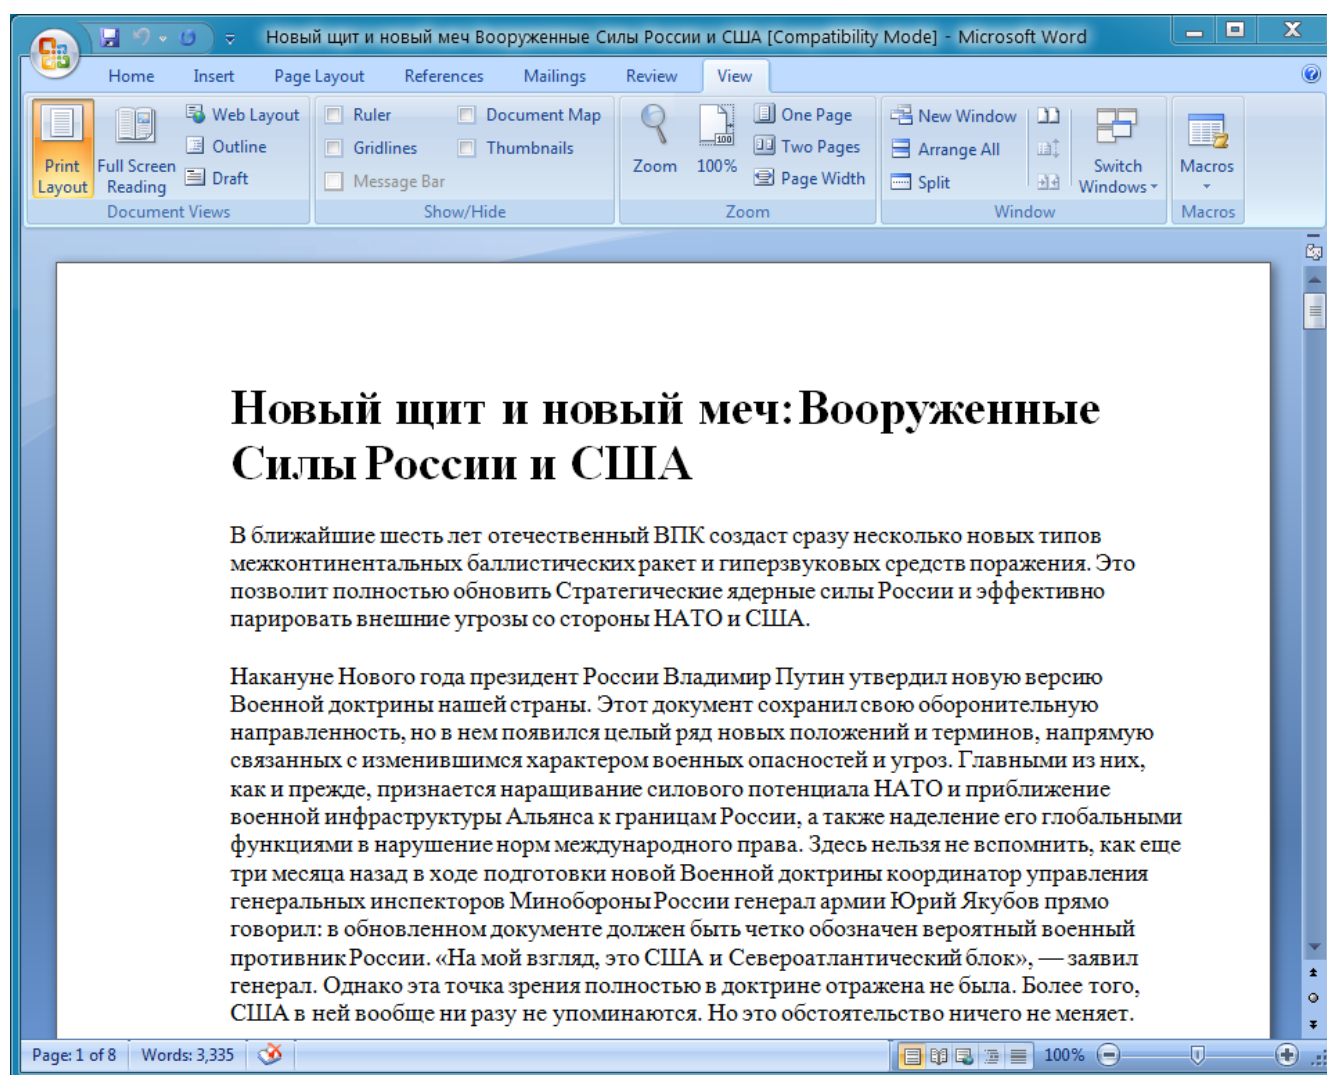 Новый щит и новый меч Вооруженные Силы России и США [Compatibility Mode] - Microsoft Word
Home Insert Page Layout References Mailings Review View
Print Layout
Full Screen Reading
Web Layout
Outline
Draft
Document Views
Ruler
Gridlines
Message Bar
Document Map
Thumbnails
Show/Hide
Zoom
100
100%
One Page
Two Pages
Page Width
Zoom
New Window
Arrange All
Split
Switch Windows
Window
Macros
Macros
Новый щит и новый меч: Вооруженные
Силы России и США
В ближайшие шесть лет отечественный ВПК создаст сразу несколько новых типов
межконтинентальных баллистических ракет и гиперзвуковых средств поражения. Это
позволит полностью обновить Стратегические ядерные силы России и эффективно
парировать внешние угрозы со стороны НАТО и США.
Накануне Нового года президент России Владимир Путин утвердил новую версию
Военной доктрины нашей страны. Этот документ сохранил свою оборонительную
направленность, но в нем появился целый ряд новых положений и терминов, напрямую
связанных с изменившимся характером военных опасностей и угроз. Главными из них,
как и прежде, признается наращивание силового потенциала НАТО и приближение
военной инфраструктуры Альянса к границам России, а также наделение его глобальными
функциями в нарушение норм международного права. Здесь нельзя не вспомнить, как еще
три месяца назад в ходе подготовки новой Военной доктрины координатор управления
генеральных инспекторов Минобороны России генерал армии Юрий Якубов прямо
говорил: в обновленном документе должен быть четко обозначен вероятный военный
противник России. «На мой взгляд, это США и Североатлантический блок», — заявил
генерал. Однако эта точка зрения полностью в доктрине отражена не была. Более того,
США в ней вообще ни разу не упоминаются. Но это обстоятельство ничего не меняет.
Page: 1 of 8 Words: 3,335 100%